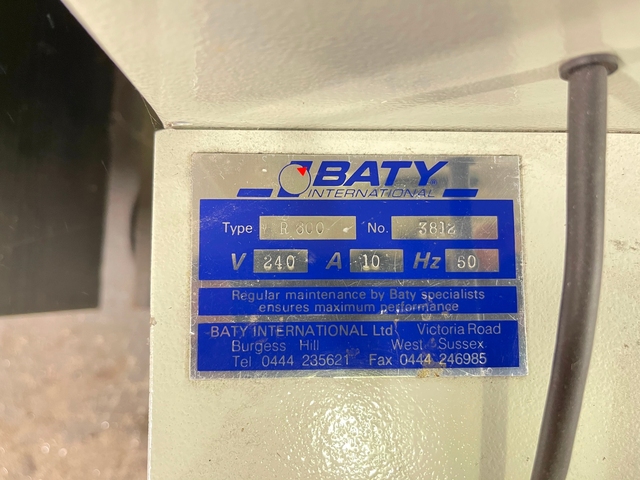 BATY
INTERNATIONAL
Type R 800 No. 3812
V 240 A 10 Hz
Regular maintenance by Baty specialists
ensures maximum performance
BATY INTERNATIONAL Ltd, Victoria Road
Burgess Hill West Sussex.
Tel 0444 235621 Fax 0444 246985